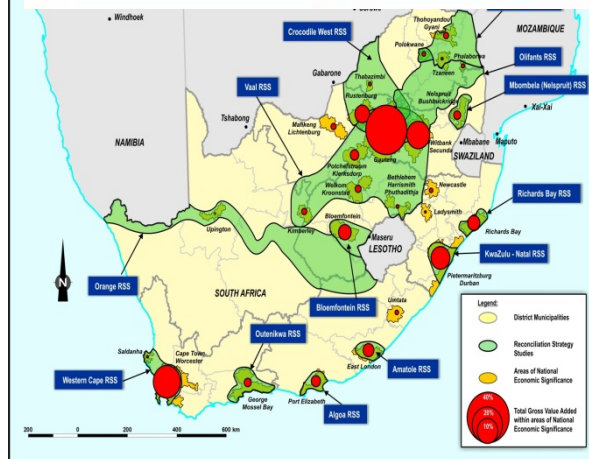 Windhoek
Thohoyandou
Gyani
MOZAMBIQUE
Crocodile West RSS
Polokwane
Phalaborwa
Olifants RSS
Tzaneen
Gabarone
Thabazimbi
Rustenburg
Nelspruit
Bushbuckridge
Mbombela (Nelspruit) RSS
Vaal RSS
Xai-Xai
Tshabong
Mafikeng
Lichtenburg
Mbabane
Maputo
NAMIBIA
Gauteng
Witbank
Secunda
SWAZILAND
Potchefstroom
Klerksdorp
Welkom
Kroonstad
Bethlehem
Harrismith
Phuthaditjha
Newcastle
Richards Bay RSS
Ladysmith
Bloemfontein
Upington
Kimberley
Maseru
LESOTHO
Richards Bay
KwaZulu - Natal RSS
N
Orange RSS
SOUTH AFRICA
Bloemfontein RSS
Pietermaritzburg
Durban
Legend:
District Municipalities
Umtata
Reconciliation Strategy
Studies
Outenikwa RSS
Saldanha
Cape Town
Worcester
Areas of National
Economic Significance
East London
Amatole RSS
Western Cape RSS
George
Mossel Bay
Port Elizabeth
Algoa RSS
40%
20%
10%
Total Gross Value Added
within areas of National
Economic Significance
200 0 200 400 600 km